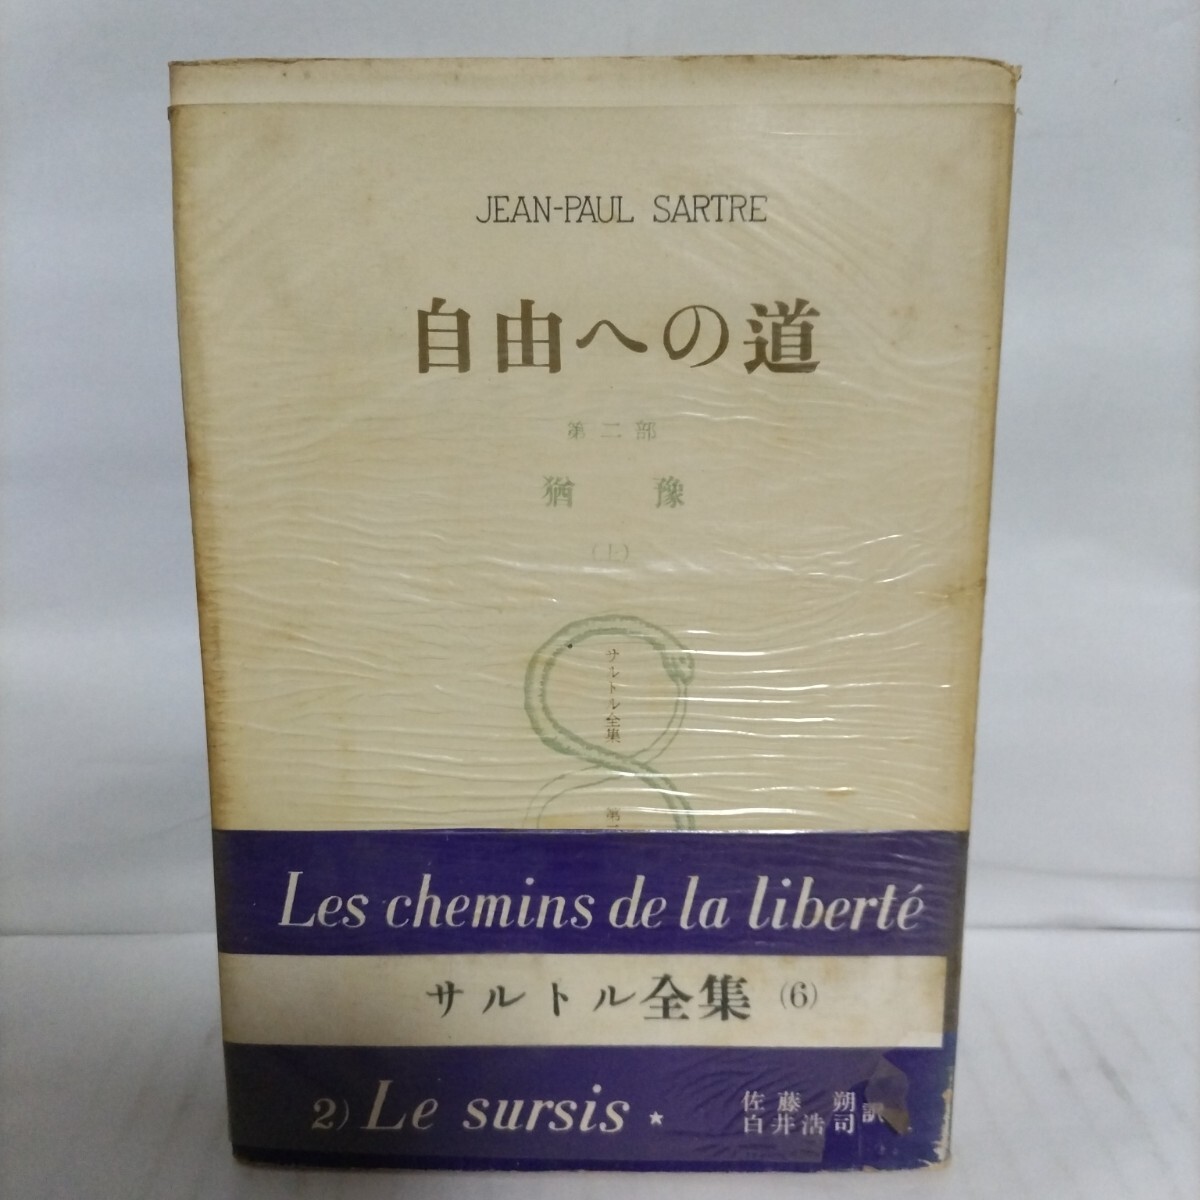 JEAN-PAUL SARTRE
自由への道
第二部
猶豫
(上)
サルトル全集
第二
Les chemins de la liberté
サルトル全集 (6)
2) Le sursis ★
佐藤朔
白井浩司 訳